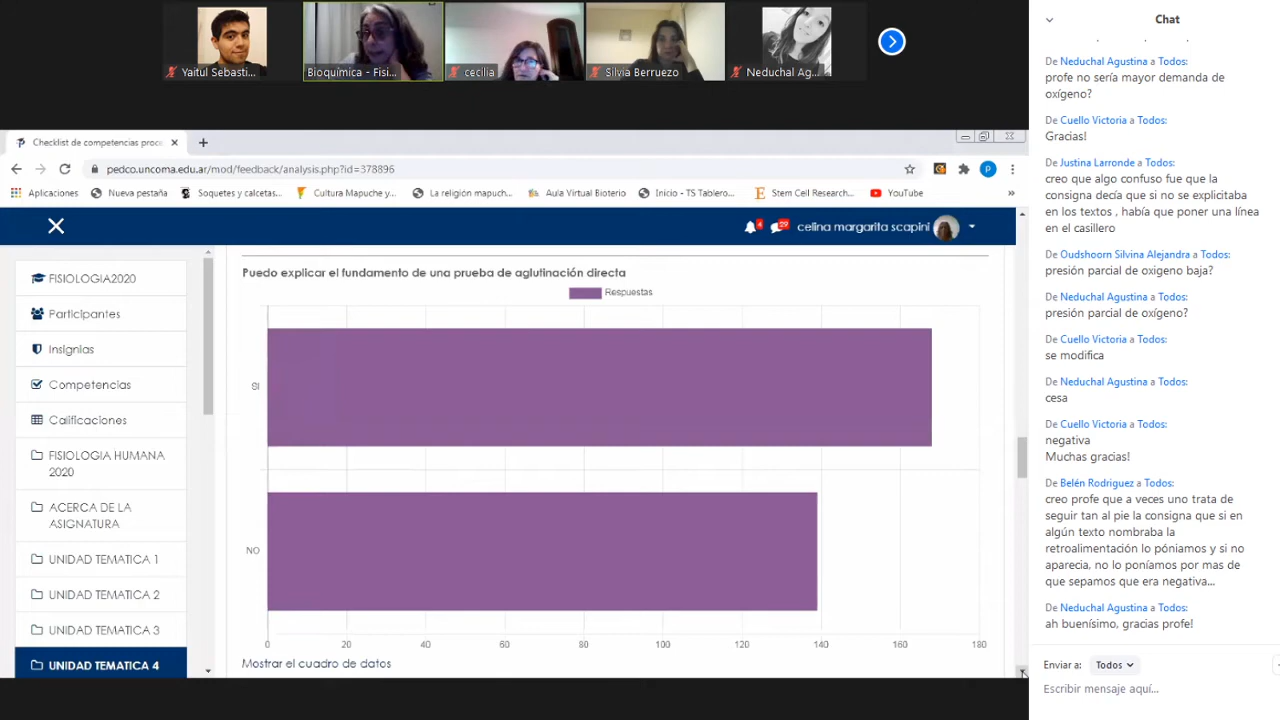 Yaitul Sebasti...
Bioquímica - Fisi...
cecilia
Silvia Berruezo
Neduchal Ag...
Checklist de competencias proce
pedco.uncoma.edu.ar/mod/feedback/analysis.php?id=378896
P
Aplicaciones
Nueva pestaña
Soquetes y calcetas...
Cultura Mapuche y...
La religión mapuch...
Aula Virtual Bioterio
Inicio - TS Tablero...
Stem Cell Research...
YouTube
»
4
29
celina margarita scapini
FISIOLOGIA2020
Participantes
Insignias
Competencias
Calificaciones
FISIOLOGIA HUMANA
2020
ACERCA DE LA
ASIGNATURA
UNIDAD TEMATICA 1
UNIDAD TEMATICA 2
UNIDAD TEMATICA 3
UNIDAD TEMATICA 4
Puedo explicar el fundamento de una prueba de aglutinación directa
Respuestas
SI
NO
0 20 40 60 80 100 120 140 160 180
Mostrar el cuadro de datos
Chat
De Neduchal Agustina a Todos:
profe no sería mayor demanda de
oxígeno?
De Cuello Victoria a Todos:
Gracias!
De Justina Larronde a Todos:
creo que algo confuso fue que la
consigna decía que si no se explicitaba
en los textos , había que poner una línea
en el casillero
De Oudshoorn Silvina Alejandra a Todos:
presión parcial de oxigeno baja?
De Neduchal Agustina a Todos:
presión parcial de oxígeno?
De Cuello Victoria a Todos:
se modifica
De Neduchal Agustina a Todos:
cesa
De Cuello Victoria a Todos:
negativa
Muchas gracias!
De Belén Rodriguez a Todos:
creo profe que a veces uno trata de
seguir tan al pie la consigna que si en
algún texto nombraba la
retroalimentación lo póniamos y si no
aparecia, no lo poníamos por mas de
que sepamos que era negativa...
De Neduchal Agustina a Todos:
ah buenísimo, gracias profe!
Enviar a: Todos
Escribir mensaje aquí...